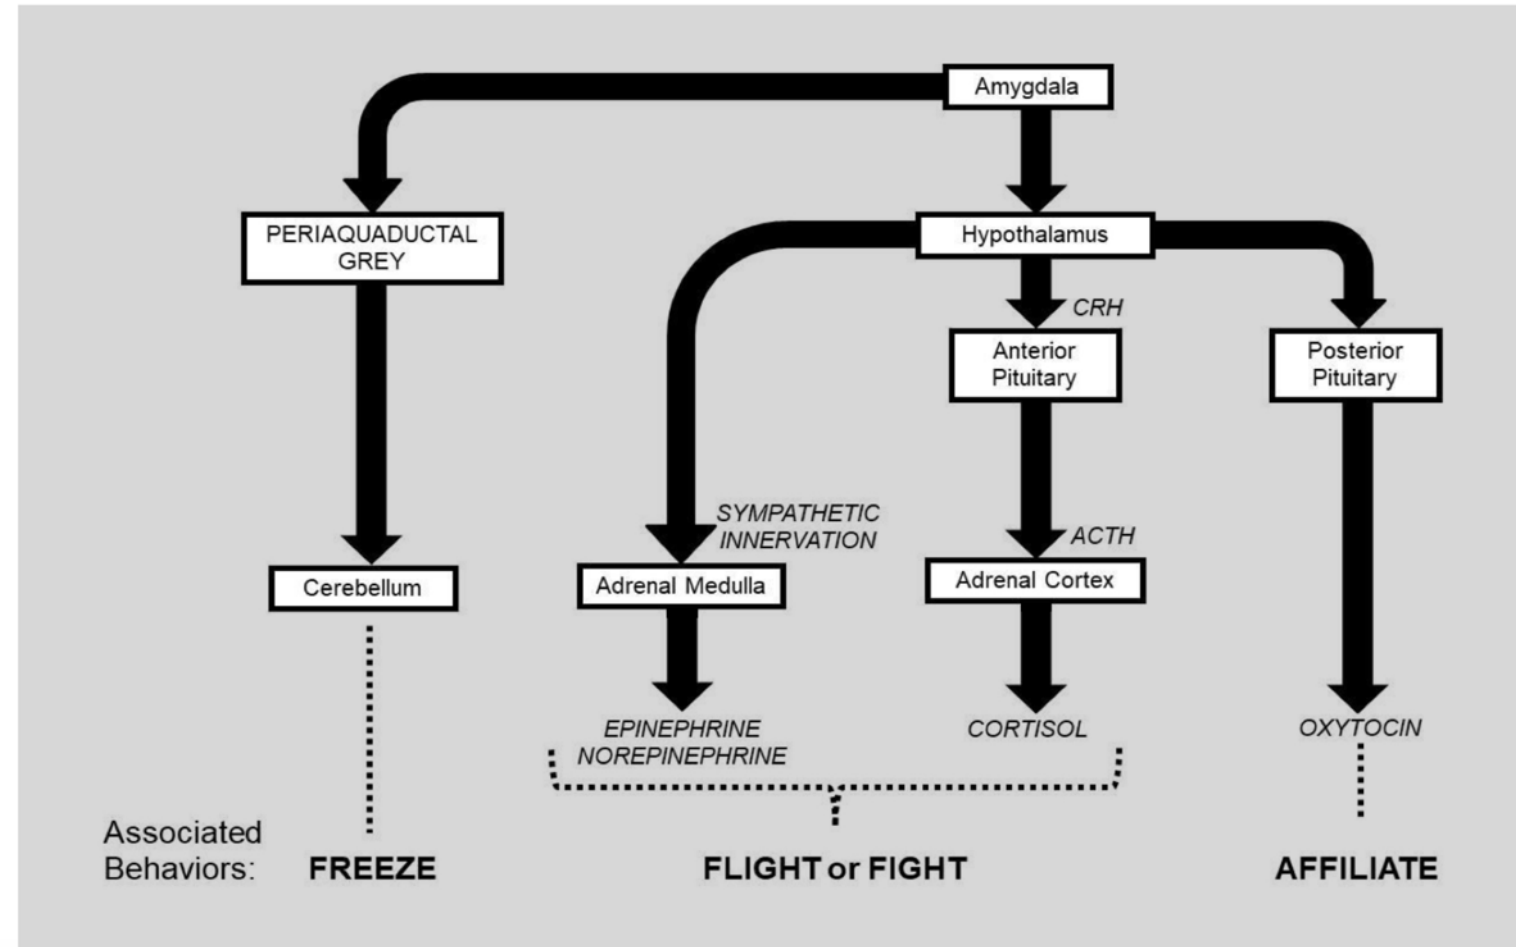 Amygdala
PERIAQUADUCTAL
GREY
Hypothalamus
CRH
Anterior
Pituitary
Posterior
Pituitary
SYMPATHETIC
INNERVATION
ACTH
Cerebellum
Adrenal Medulla
Adrenal Cortex
EPINEPHRINE
NOREPINEPHRINE
CORTISOL
OXYTOCIN
Associated
Behaviors:
FREEZE
FLIGHT or FIGHT
AFFILIATE